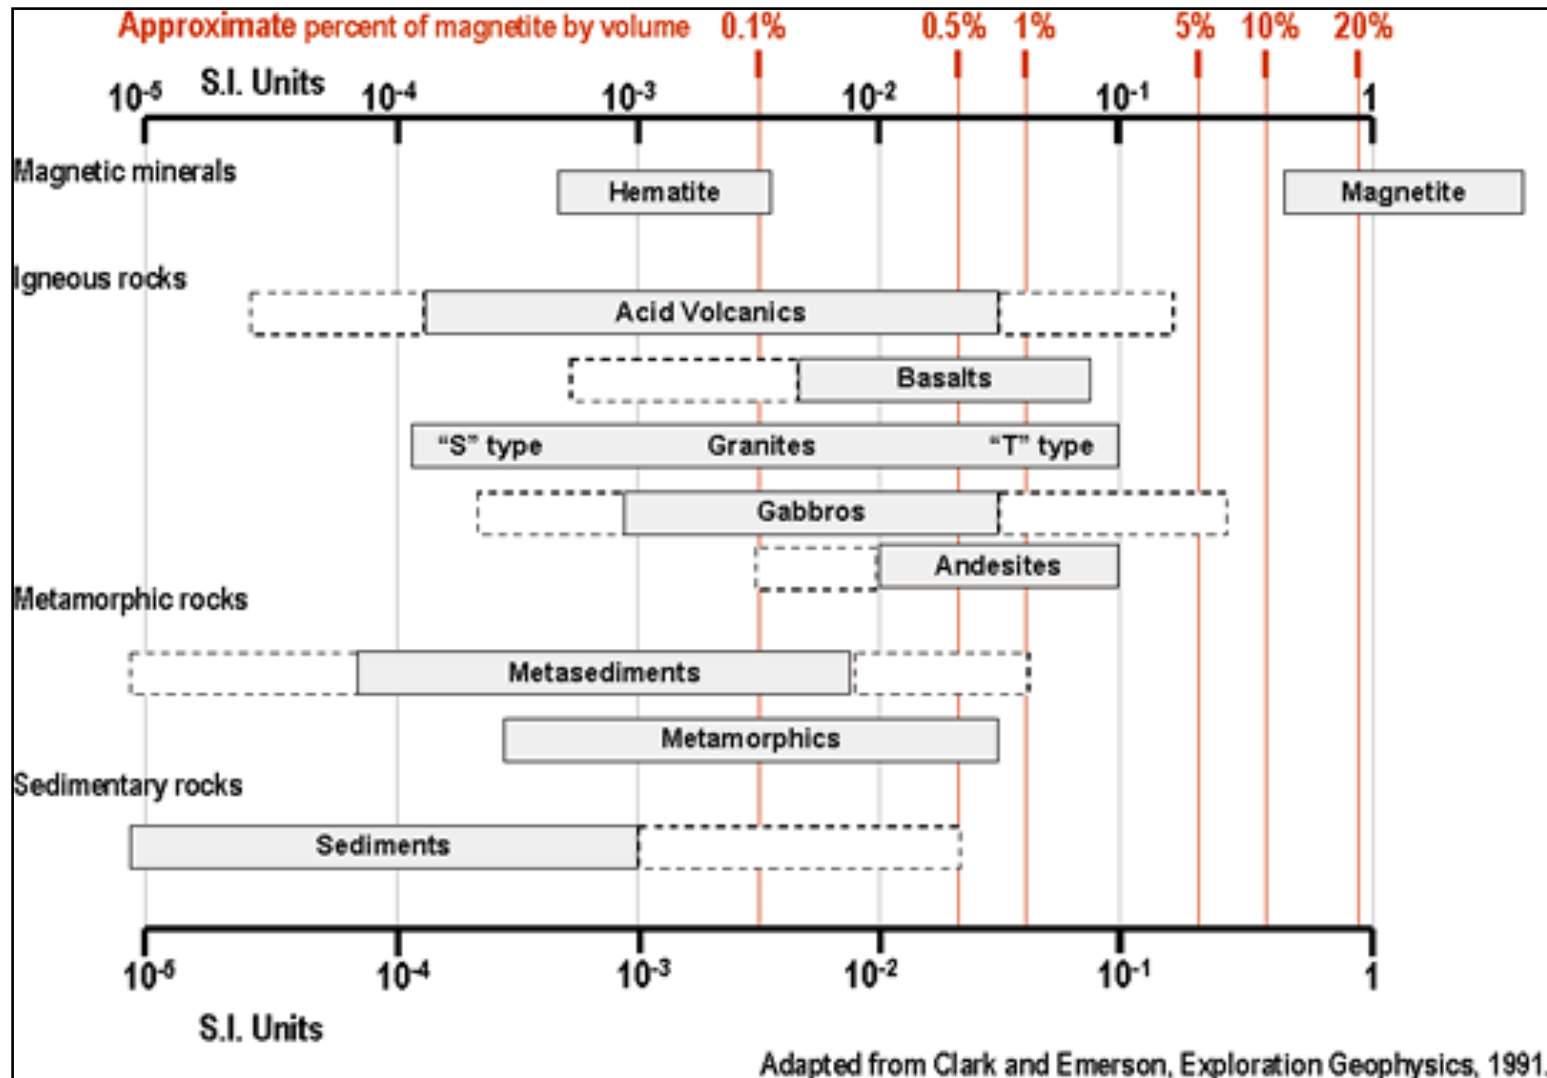 Approximate percent of magnetite by volume 0.1% 0.5% 1% 5% 10% 20%
S.I. Units
10⁻⁵ 10⁻⁴ 10⁻³ 10⁻² 10⁻¹ 1
Magnetic minerals
Hematite Magnetite
Igneous rocks
Acid Volcanics
Basalts
“S” type Granites “T” type
Gabbros
Andesites
Metamorphic rocks
Metasediments
Metamorphics
Sedimentary rocks
Sediments
10⁻⁵ 10⁻⁴ 10⁻³ 10⁻² 10⁻¹ 1
S.I. Units
Adapted from Clark and Emerson, Exploration Geophysics, 1991.